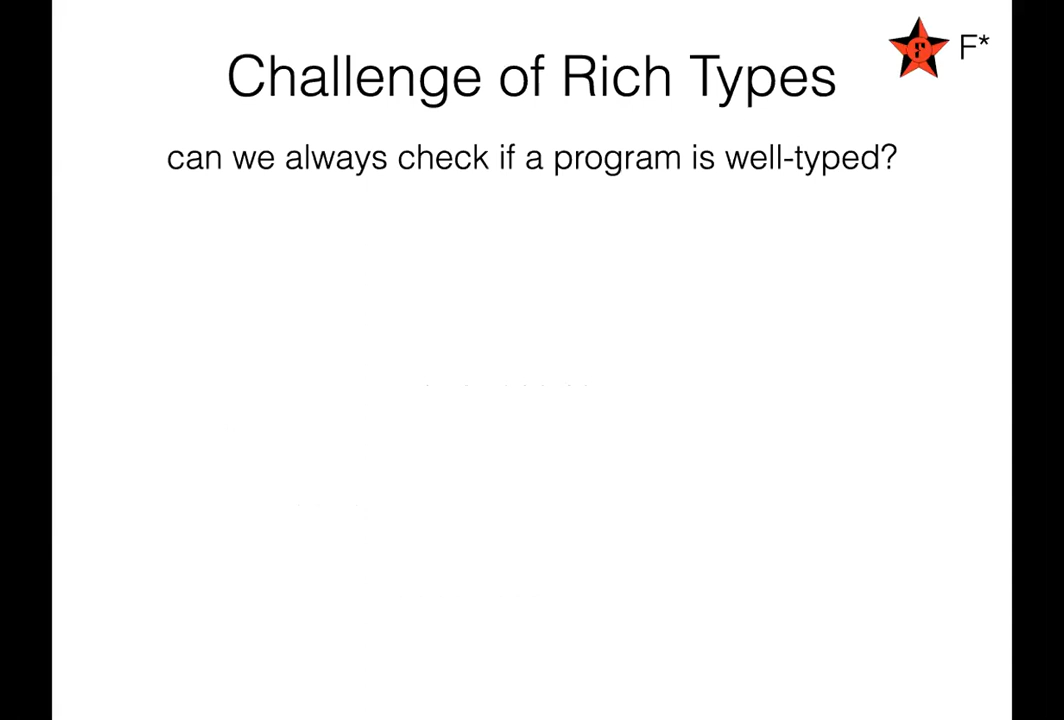 F*
Challenge of Rich Types
can we always check if a program is well-typed?